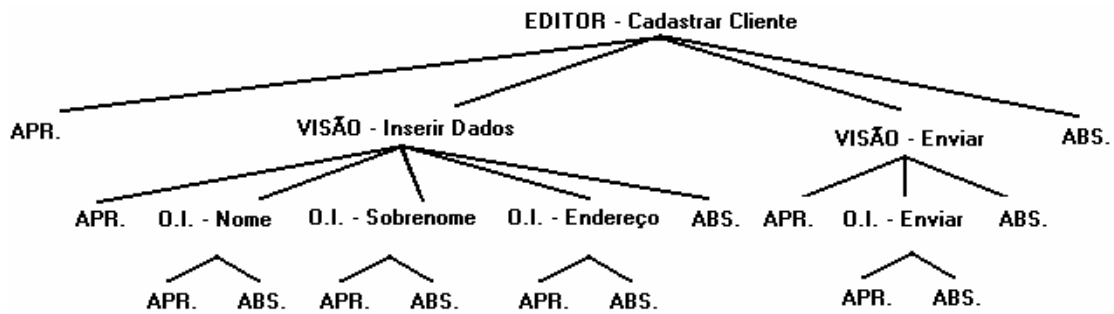 EDITOR - Cadastrar Cliente
APR. VISÃO - Inserir Dados VISÃO - Enviar ABS.
APR. O.I. - Nome O.I. - Sobrenome O.I. - Endereço ABS. APR. O.I. - Enviar ABS.
APR. ABS. APR. ABS. APR. ABS. APR. ABS.